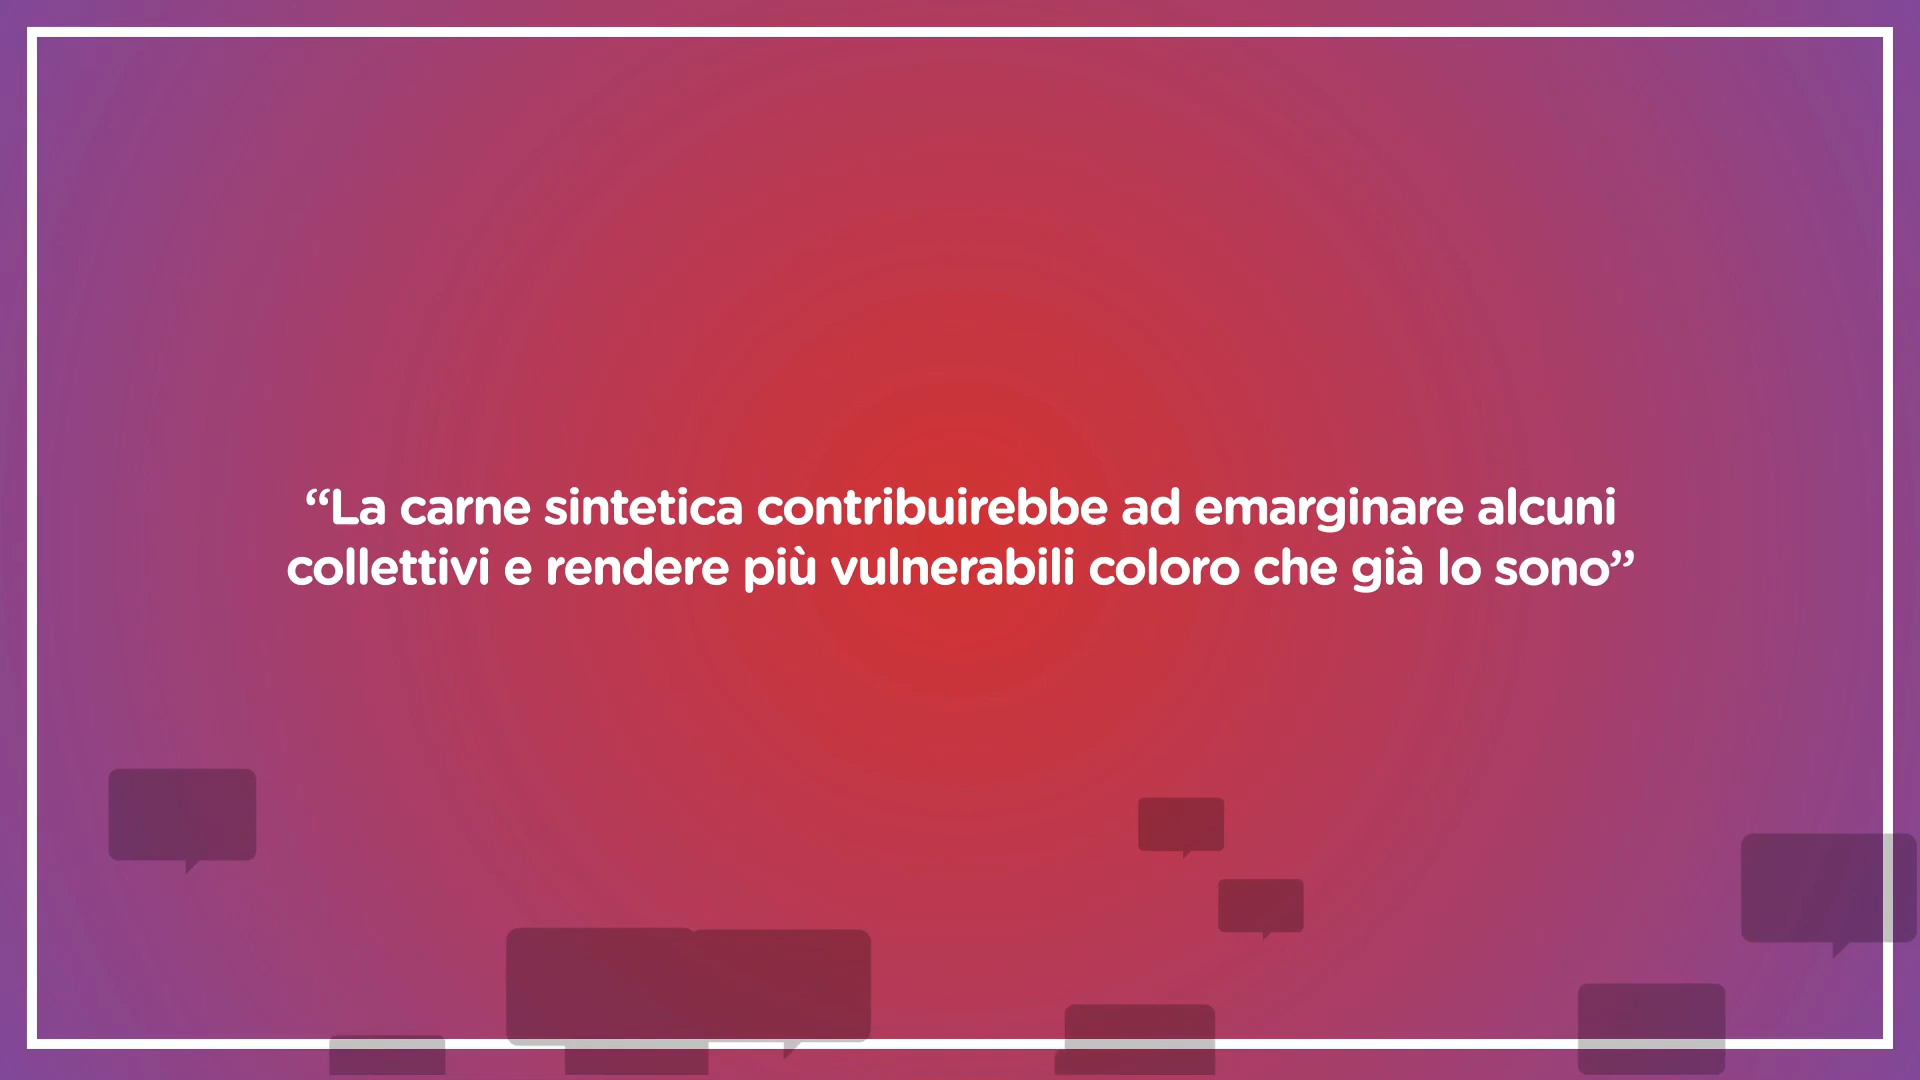 “La carne sintetica contribuirebbe ad emarginare alcuni
collettivi e rendere più vulnerabili coloro che già lo sono”